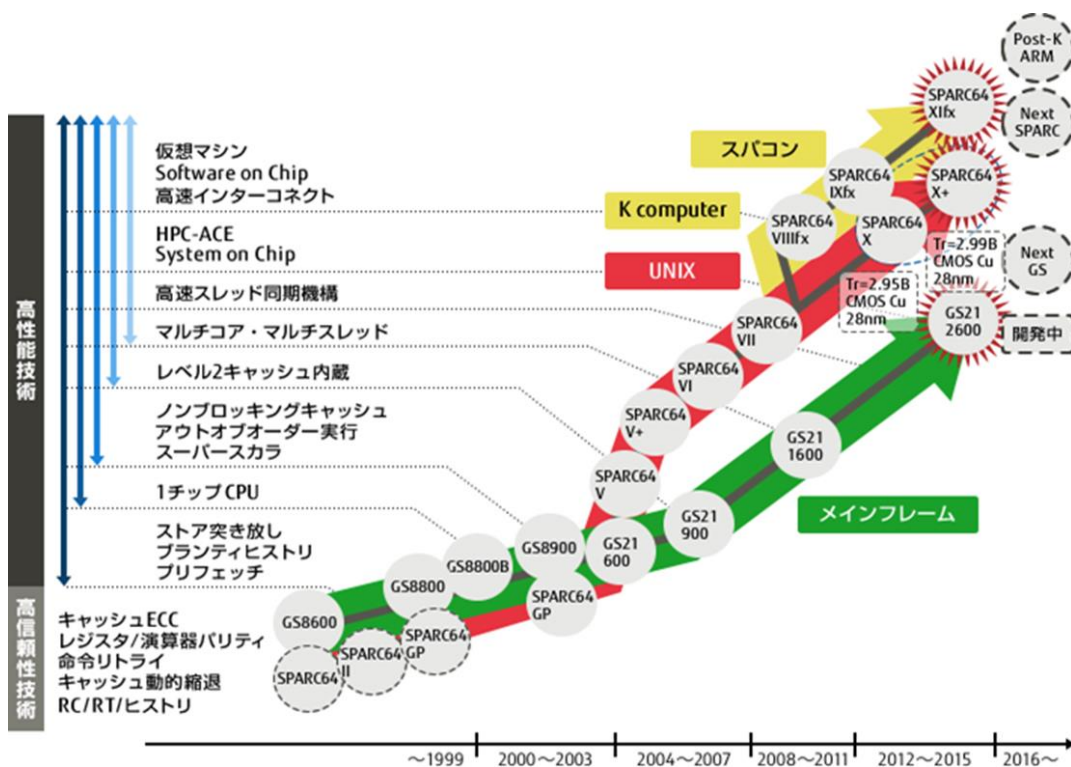 Post-K
ARM
SPARC64
XIfx
Next
SPARC
スパコン
仮想マシン
Software on Chip
高速インターコネクト
SPARC64
IXfx
SPARC64
X+
K computer
SPARC64
VIIIfx
SPARC64
X
HPC-ACE
System on Chip
UNIX
Tr=2.99B
CMOS Cu
28nm
Next
GS
Tr=2.95B
CMOS Cu
28nm
高速スレッド同期機構
GS21
2600
開発中
高性能技術
マルチコア・マルチスレッド
SPARC64
VII
レベル2キャッシュ内蔵
SPARC64
VI
ノンブロッキングキャッシュ
アウトオブオーダー実行
スーパースカラ
SPARC64
V+
GS21
1600
1チップCPU
SPARC64
V
メインフレーム
ストア突き放し
ブランティヒストリ
プリフェッチ
GS8900
GS21
600
GS21
900
GS8800B
GS8800
SPARC64
GP
高信頼性技術
キャッシュECC
レジスタ/演算器パリティ
命令リトライ
キャッシュ動的縮退
RC/RT/ヒストリ
GS8600
SPARC64
SPARC64
II
SPARC64
GP
～1999
2000～2003
2004～2007
2008～2011
2012～2015
2016～